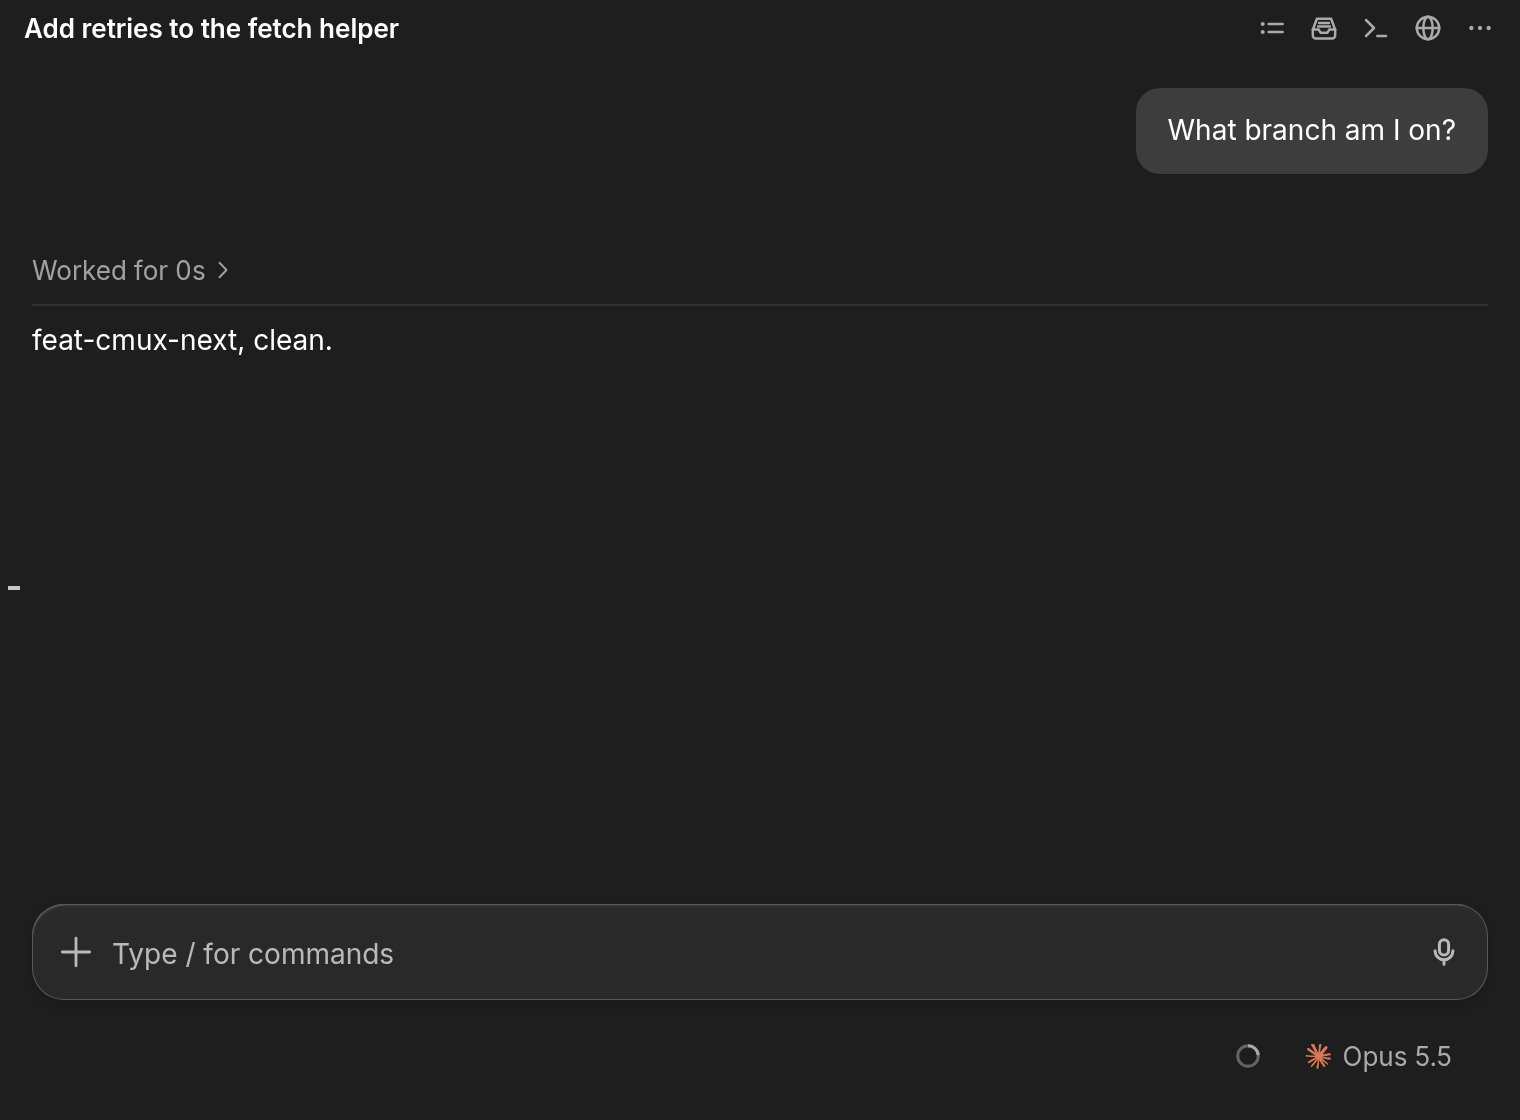 Add retries to the fetch helper
What branch am I on?
Worked for 0s
feat-cmux-next, clean.
Type / for commands
Opus 5.5